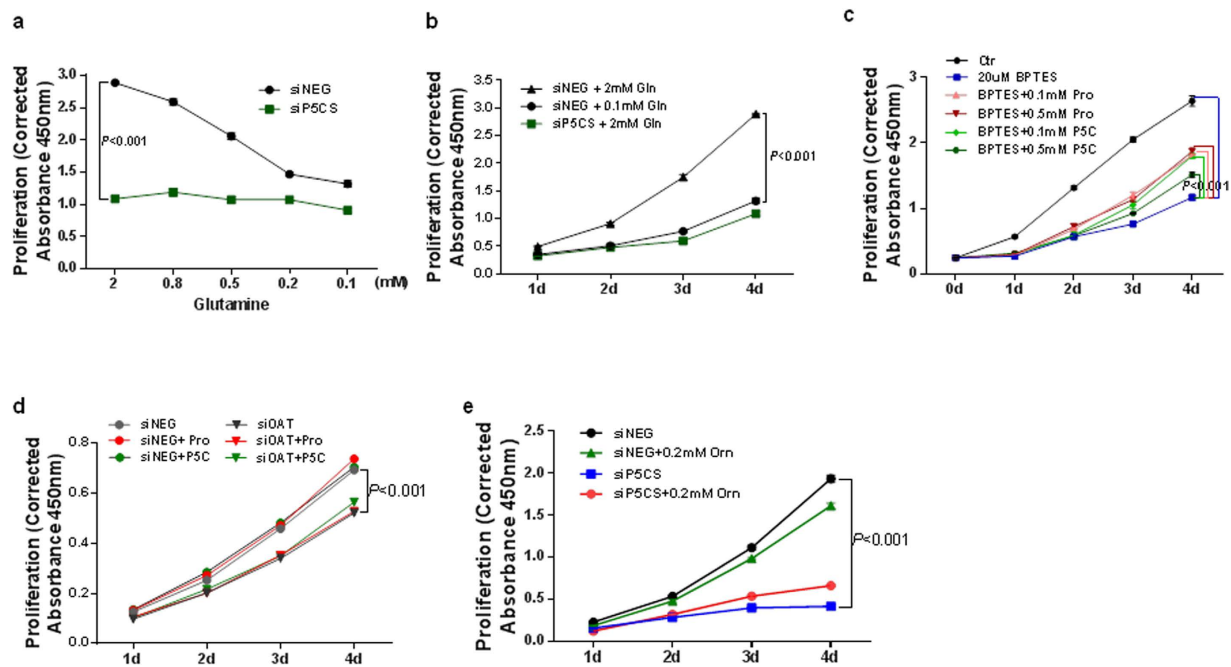 a
Proliferation (Corrected
Absorbance 450nm)
3.0
2.5
2.0
1.5
1.0
0.5
0.0
siNEG
siP5CS
P<0.001
2
0.8
0.5
0.2
0.1
(mM)
Glutamine
b
Proliferation (Corrected
Absorbance 450nm)
3.5
3.0
2.5
2.0
1.5
1.0
0.5
0.0
siNEG + 2mM Gln
siNEG + 0.1mM Gln
siP5CS + 2mM Gln
P<0.001
1d
2d
3d
4d
c
Proliferation (Corrected
Absorbance 450nm)
3
2
1
0
Ctr
20uM BPTES
BPTES+0.1mM Pro
BPTES+0.5mM Pro
BPTES+0.1mM P5C
BPTES+0.5mM P5C
P<0.001
0d
1d
2d
3d
4d
d
Proliferation (Corrected
Absorbance 450nm)
0.8
0.6
0.4
0.2
0.0
siNEG
siNEG+ Pro
siNEG+P5C
siOAT
siOAT+Pro
siOAT+P5C
P<0.001
1d
2d
3d
4d
e
Proliferation (Corrected
Absorbance 450nm)
2.5
2.0
1.5
1.0
0.5
0.0
siNEG
siNEG+0.2mM Orn
siP5CS
siP5CS+0.2mM Orn
P<0.001
1d
2d
3d
4d